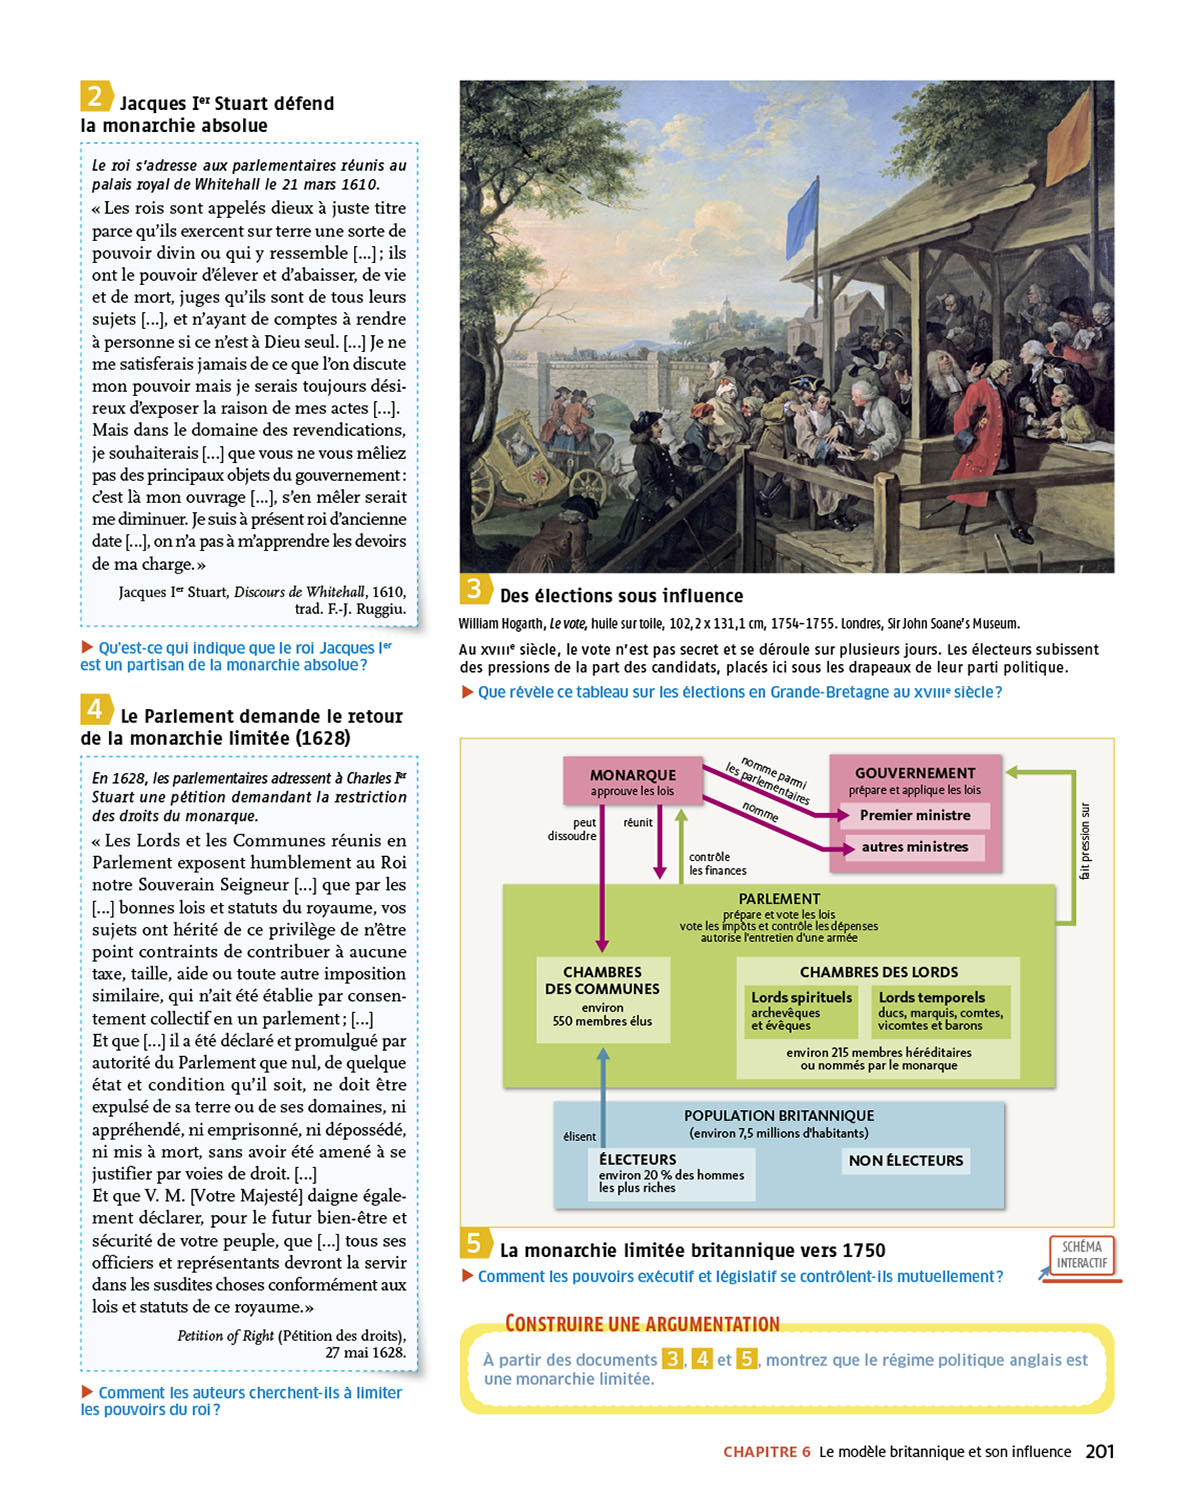 2 Jacques Ier Stuart défend
la monarchie absolue
Le roi s'adresse aux parlementaires réunis au
palais royal de Whitehall le 21 mars 1610.
« Les rois sont appelés dieux à juste titre
parce qu'ils exercent sur terre une sorte de
pouvoir divin ou qui y ressemble [...] ; ils
ont le pouvoir d'élever et d'abaisser, de vie
et de mort, juges qu'ils sont de tous leurs
sujets [...], et n'ayant de comptes à rendre
à personne si ce n'est à Dieu seul. [...] Je ne
me satisferais jamais de ce que l'on discute
mon pouvoir mais je serais toujours dési-
reux d'exposer la raison de mes actes [...].
Mais dans le domaine des revendications,
je souhaiterais [...] que vous ne vous mêliez
pas des principaux objets du gouvernement :
c'est là mon ouvrage [...], s'en mêler serait
me diminuer. Je suis à présent roi d'ancienne
date [...], on n'a pas à m'apprendre les devoirs
de ma charge. »
Jacques Ier Stuart, Discours de Whitehall, 1610,
trad. F.-J. Ruggiu.
▶ Qu'est-ce qui indique que le roi Jacques Ier
est un partisan de la monarchie absolue ?
4 Le Parlement demande le retour
de la monarchie limitée (1628)
En 1628, les parlementaires adressent à Charles Ier
Stuart une pétition demandant la restriction
des droits du monarque.
« Les Lords et les Communes réunis en
Parlement exposent humblement au Roi
notre Souverain Seigneur [...] que par les
[...] bonnes lois et statuts du royaume, vos
sujets ont hérité de ce privilège de n'être
point contraints de contribuer à aucune
taxe, taille, aide ou toute autre imposition
similaire, qui n'ait été établie par consen-
tement collectif en un parlement ; [...]
Et que [...] il a été déclaré et promulgué par
autorité du Parlement que nul, de quelque
état et condition qu'il soit, ne doit être
expulsé de sa terre ou de ses domaines, ni
appréhendé, ni emprisonné, ni dépossédé,
ni mis à mort, sans avoir été amené à se
justifier par voies de droit. [...]
Et que V. M. [Votre Majesté] daigne égale-
ment déclarer, pour le futur bien-être et
sécurité de votre peuple, que [...] tous ses
officiers et représentants devront la servir
dans les susdites choses conformément aux
lois et statuts de ce royaume. »
Petition of Right (Pétition des droits),
27 mai 1628.
▶ Comment les auteurs cherchent-ils à limiter
les pouvoirs du roi ?
3 Des élections sous influence
William Hogarth, Le vote, huile sur toile, 102,2 x 131,1 cm, 1754-1755. Londres, Sir John Soane's Museum.
Au XVIIIe siècle, le vote n'est pas secret et se déroule sur plusieurs jours. Les électeurs subissent
des pressions de la part des candidats, placés ici sous les drapeaux de leur parti politique.
▶ Que révèle ce tableau sur les élections en Grande-Bretagne au XVIIIe siècle ?
MONARQUE
approuve les lois
nomme parmi
les parlementaires
nomme
GOUVERNEMENT
prépare et applique les lois
Premier ministre
autres ministres
peut
dissoudre
réunit
contrôle
les finances
fait pression sur
PARLEMENT
prépare et vote les lois
vote les impôts et contrôle les dépenses
autorise l'entretien d'une armée
CHAMBRES
DES COMMUNES
environ
550 membres élus
CHAMBRES DES LORDS
Lords spirituels
archevêques
et évêques
Lords temporels
ducs, marquis, comtes,
vicomtes et barons
environ 215 membres héréditaires
ou nommés par le monarque
élisent
POPULATION BRITANNIQUE
(environ 7,5 millions d'habitants)
ÉLECTEURS
environ 20 % des hommes
les plus riches
NON ÉLECTEURS
5 La monarchie limitée britannique vers 1750
▶ Comment les pouvoirs exécutif et législatif se contrôlent-ils mutuellement ?
SCHÉMA
INTERACTIF
CONSTRUIRE UNE ARGUMENTATION
À partir des documents 3, 4 et 5, montrez que le régime politique anglais est
une monarchie limitée.
CHAPITRE 6 Le modèle britannique et son influence 201